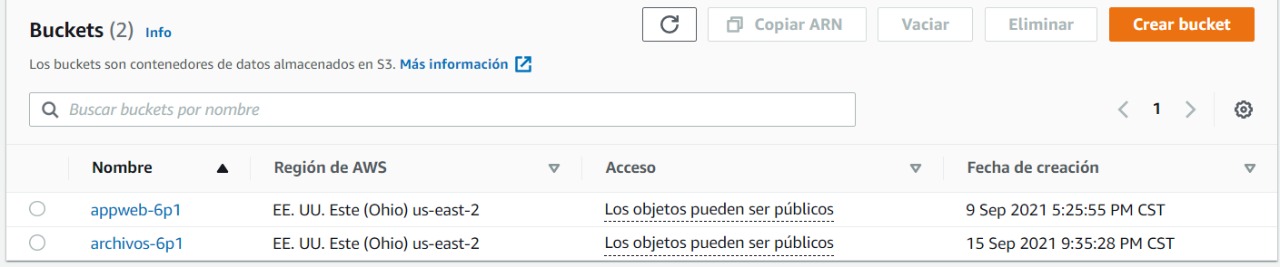 Buckets (2) Info
Copiar ARN Vaciar Eliminar Crear bucket
Los buckets son contenedores de datos almacenados en S3. Más información
Buscar buckets por nombre
1
Nombre Región de AWS Acceso Fecha de creación
appweb-6p1 EE. UU. Este (Ohio) us-east-2 Los objetos pueden ser públicos 9 Sep 2021 5:25:55 PM CST
archivos-6p1 EE. UU. Este (Ohio) us-east-2 Los objetos pueden ser públicos 15 Sep 2021 9:35:28 PM CST